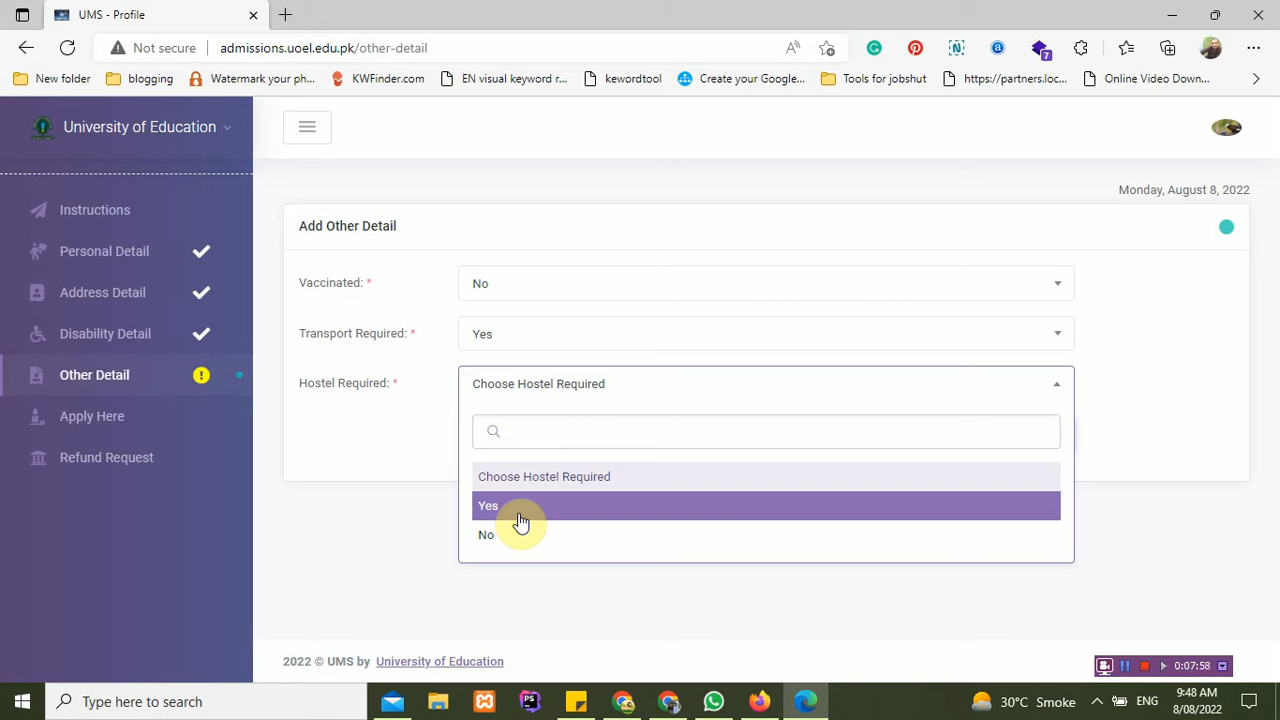 UMS - Profile
Not secure
admissions.uoel.edu.pk/other-detail
New folder
blogging
Watermark your ph...
KWFinder.com
EN visual keyword r...
kewordtool
Create your Google...
Tools for jobshut
https://partners.loc...
Online Video Down...
7
University of Education
Monday, August 8, 2022
Instructions
Personal Detail
Address Detail
Disability Detail
Other Detail
Apply Here
Refund Request
Add Other Detail
Vaccinated: *
No
Transport Required: *
Yes
Hostel Required: *
Choose Hostel Required
Choose Hostel Required
Yes
No
2022 © UMS by University of Education
0:07:58
Type here to search
30°C Smoke
ENG
9:48 AM
8/08/2022